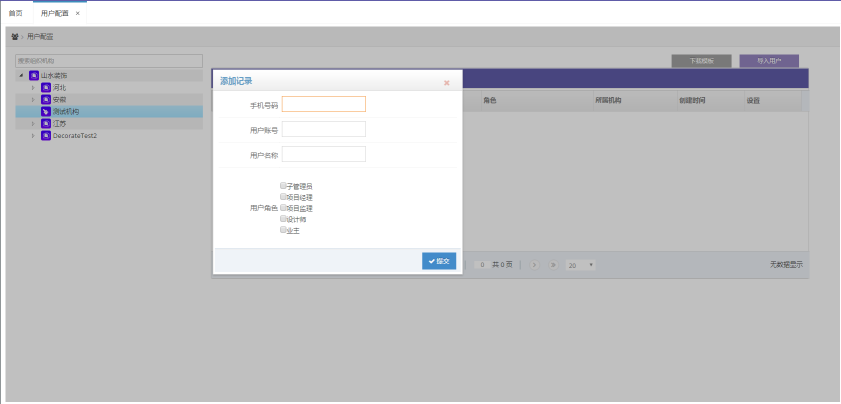 首页 用户配置 ×
> 用户配置
搜索组织机构
下载模板 导入用户
山水装饰
河北
安徽
测试机构
江苏
DecorateTest2
添加记录 ×
手机号码
用户账号
用户名称
用户角色
子管理员
项目经理
项目监理
设计师
业主
提交
角色 所属机构 创建时间 设置
0 共 0 页 20 无数据显示